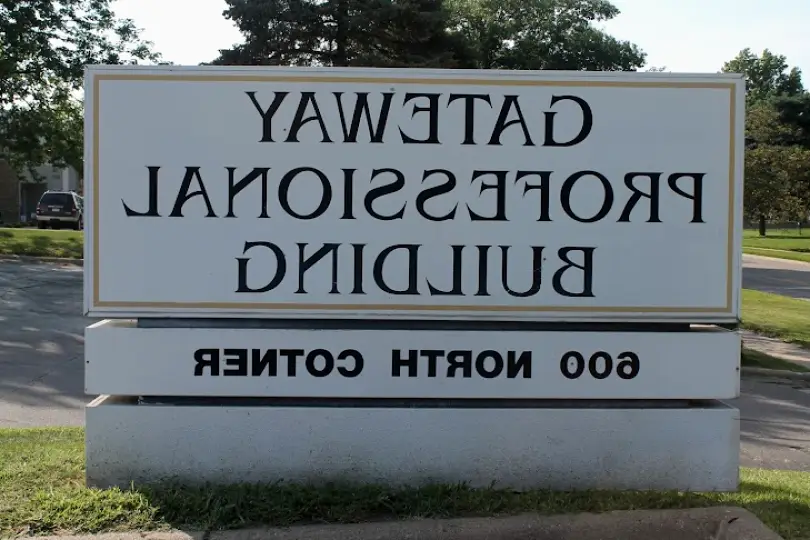 GATEWAY
PROFESSIONAL
BUILDING
600 NORTH COTNER